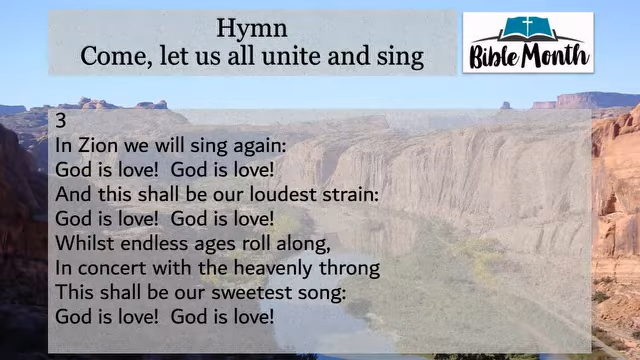 Hymn
Come, let us all unite and sing
Bible Month
3
In Zion we will sing again:
God is love!  God is love!
And this shall be our loudest strain:
God is love!  God is love!
Whilst endless ages roll along,
In concert with the heavenly throng
This shall be our sweetest song:
God is love!  God is love!